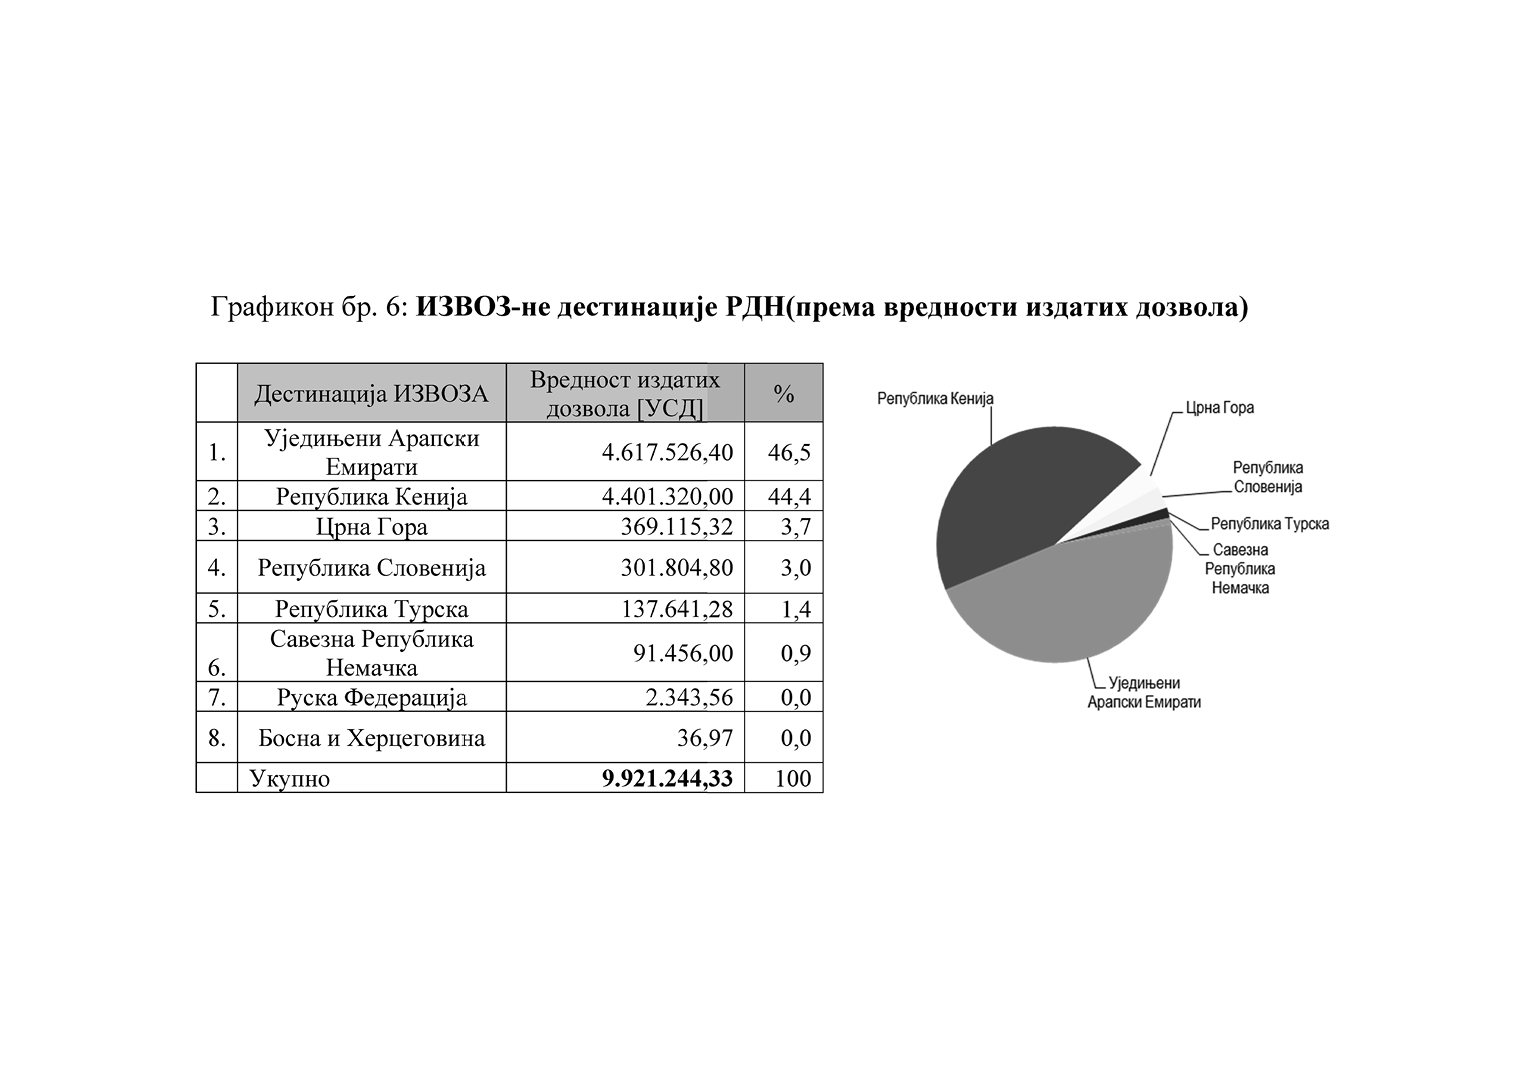 Графикон бр. 6: ИЗВОЗ-не дестинације РДН(према вредности издатих дозвола)
Дестинација ИЗВОЗА Вредност издатих дозвола [УСД] %
1. Уједињени Арапски Емирати 4.617.526,40 46,5
2. Република Кенија 4.401.320,00 44,4
3. Црна Гора 369.115,32 3,7
4. Република Словенија 301.804,80 3,0
5. Република Турска 137.641,28 1,4
6. Савезна Република Немачка 91.456,00 0,9
7. Руска Федерација 2.343,56 0,0
8. Босна и Херцеговина 36,97 0,0
Укупно 9.921.244,33 100
Република Кенија
Црна Гора
Република
Словенија
Република Турска
Савезна
Република
Немачка
Уједињени
Арапски Емирати